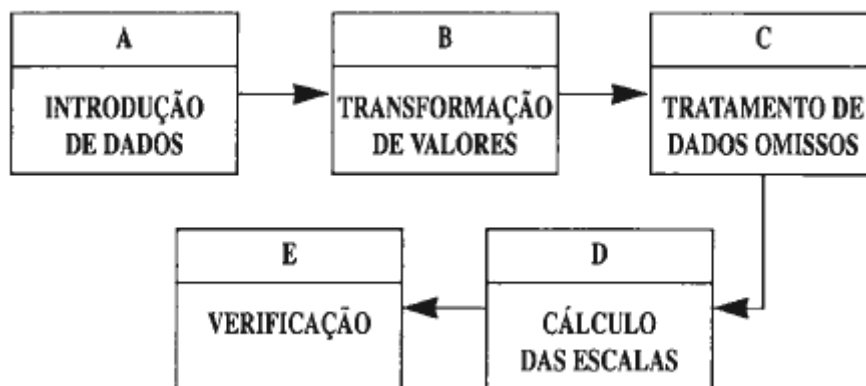 A
INTRODUÇÃO
DE DADOS
B
TRANSFORMAÇÃO
DE VALORES
C
TRATAMENTO DE
DADOS OMISSOS
D
CÁLCULO
DAS ESCALAS
E
VERIFICAÇÃO